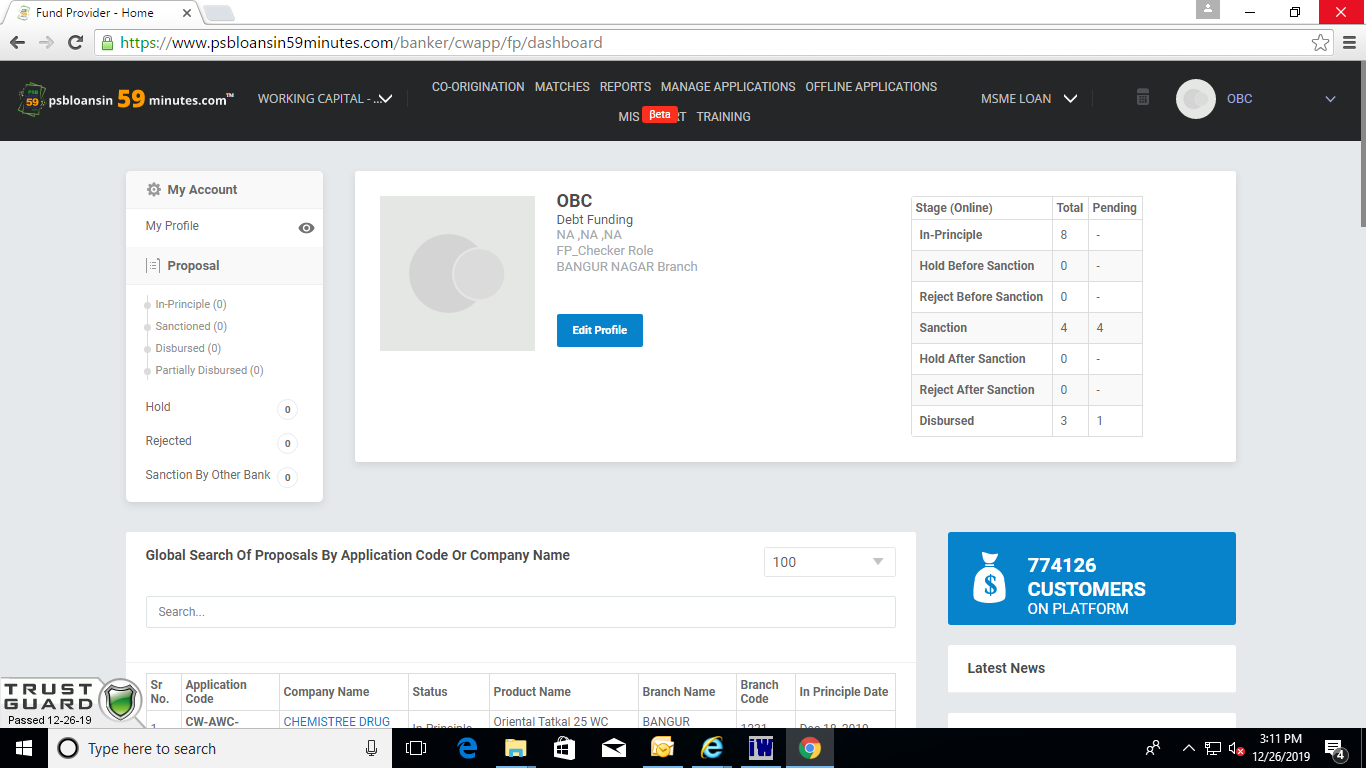 Fund Provider - Home
https://www.psbloansin59minutes.com/banker/cwapp/fp/dashboard
PSB 59 psbloansin 59 minutes.com™ WORKING CAPITAL - ... CO-ORIGINATION MATCHES REPORTS MANAGE APPLICATIONS OFFLINE APPLICATIONS MSME LOAN OBC
MIS βeta TRAINING
My Account
My Profile
Proposal
In-Principle (0)
Sanctioned (0)
Disbursed (0)
Partially Disbursed (0)
Hold 0
Rejected 0
Sanction By Other Bank 0
OBC
Debt Funding
NA ,NA ,NA
FP_Checker Role
BANGUR NAGAR Branch
Edit Profile
Stage (Online) Total Pending
In-Principle 8 -
Hold Before Sanction 0 -
Reject Before Sanction 0 -
Sanction 4 4
Hold After Sanction 0 -
Reject After Sanction 0 -
Disbursed 3 1
Global Search Of Proposals By Application Code Or Company Name 100
Search...
774126
CUSTOMERS
ON PLATFORM
Latest News
Sr No. Application Code Company Name Status Product Name Branch Name Branch Code In Principle Date
CW-AWC- CHEMISTREE DRUG In-Principle Oriental Tatkal 25 WC BANGUR 1231 Dec 18, 2019
TRUST
GUARD
Passed 12-26-19
Type here to search
3:11 PM
12/26/2019
4